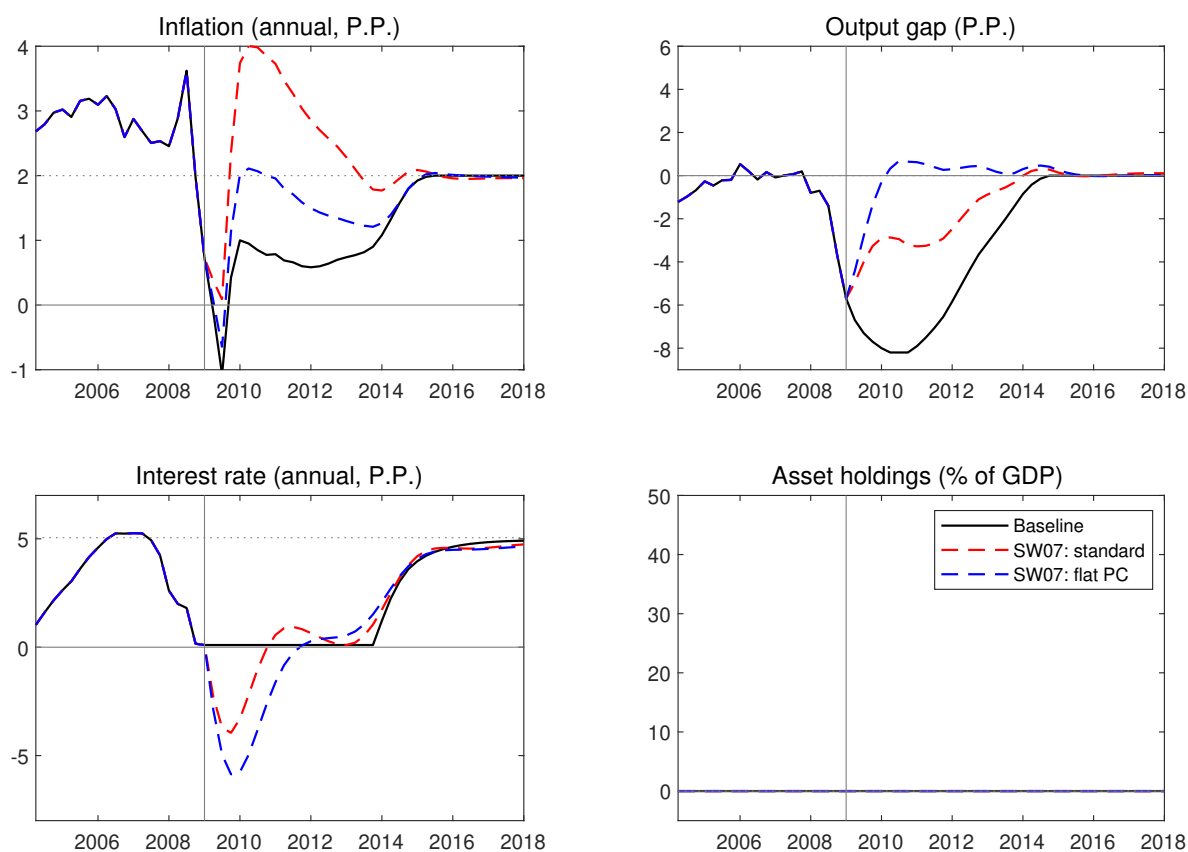 Inflation (annual, P.P.)
4
3
2
1
0
-1
2006 2008 2010 2012 2014 2016 2018
Output gap (P.P.)
6
4
2
0
-2
-4
-6
-8
2006 2008 2010 2012 2014 2016 2018
Interest rate (annual, P.P.)
5
0
-5
2006 2008 2010 2012 2014 2016 2018
Asset holdings (% of GDP)
50
40
30
20
10
0
2006 2008 2010 2012 2014 2016 2018
Baseline
SW07: standard
SW07: flat PC